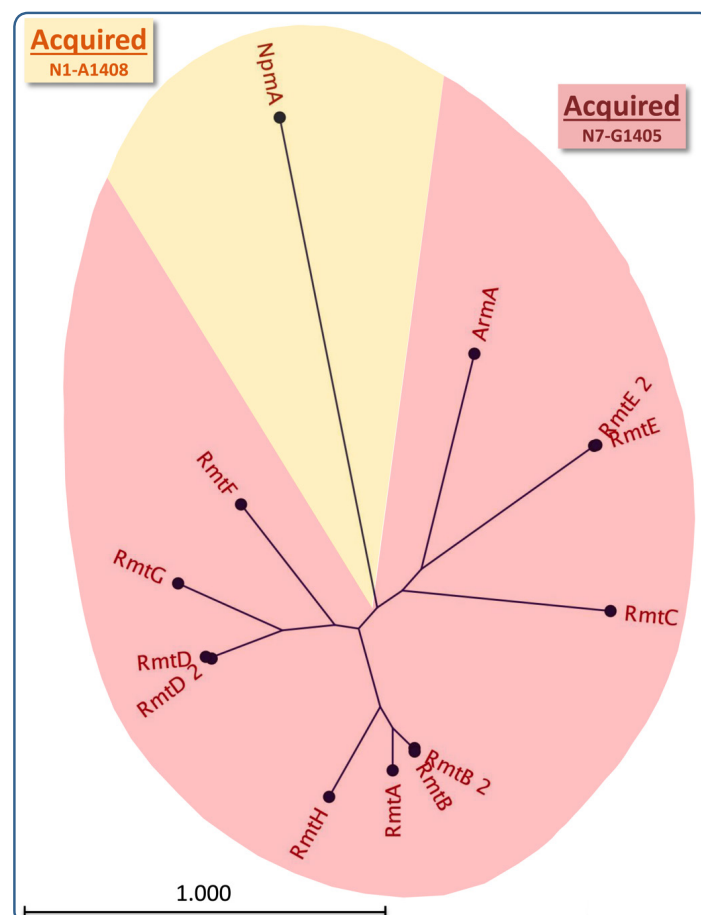 Acquired
N1-A1408
NpmA
Acquired
N7-G1405
ArmA
RmtE 2
RmtE
RmtF
RmtG
RmtC
RmtD
RmtD 2
RmtB 2
RmtB
RmtA
RmtH
1.000